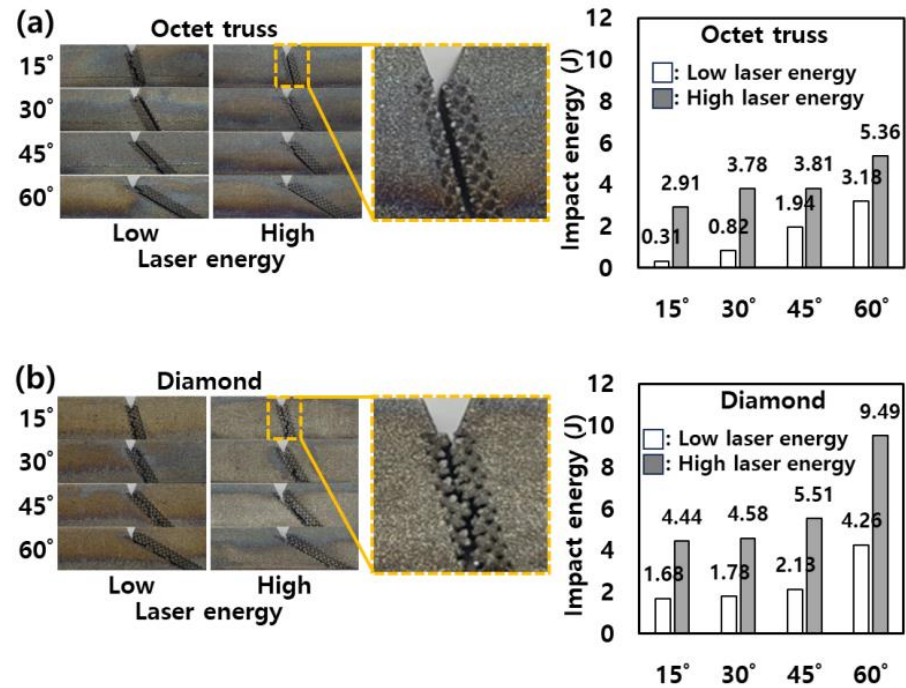 (a)
Octet truss
15°
30°
45°
60°
Low
High
Laser energy
Impact energy (J)
12
10
8
6
4
2
0
Octet truss
: Low laser energy
: High laser energy
0.31
2.91
0.82
3.78
1.94
3.81
3.18
5.36
15°
30°
45°
60°
(b)
Diamond
15°
30°
45°
60°
Low
High
Laser energy
Impact energy (J)
12
10
8
6
4
2
0
Diamond
: Low laser energy
: High laser energy
1.68
4.44
1.78
4.58
2.13
5.51
4.26
9.49
15°
30°
45°
60°